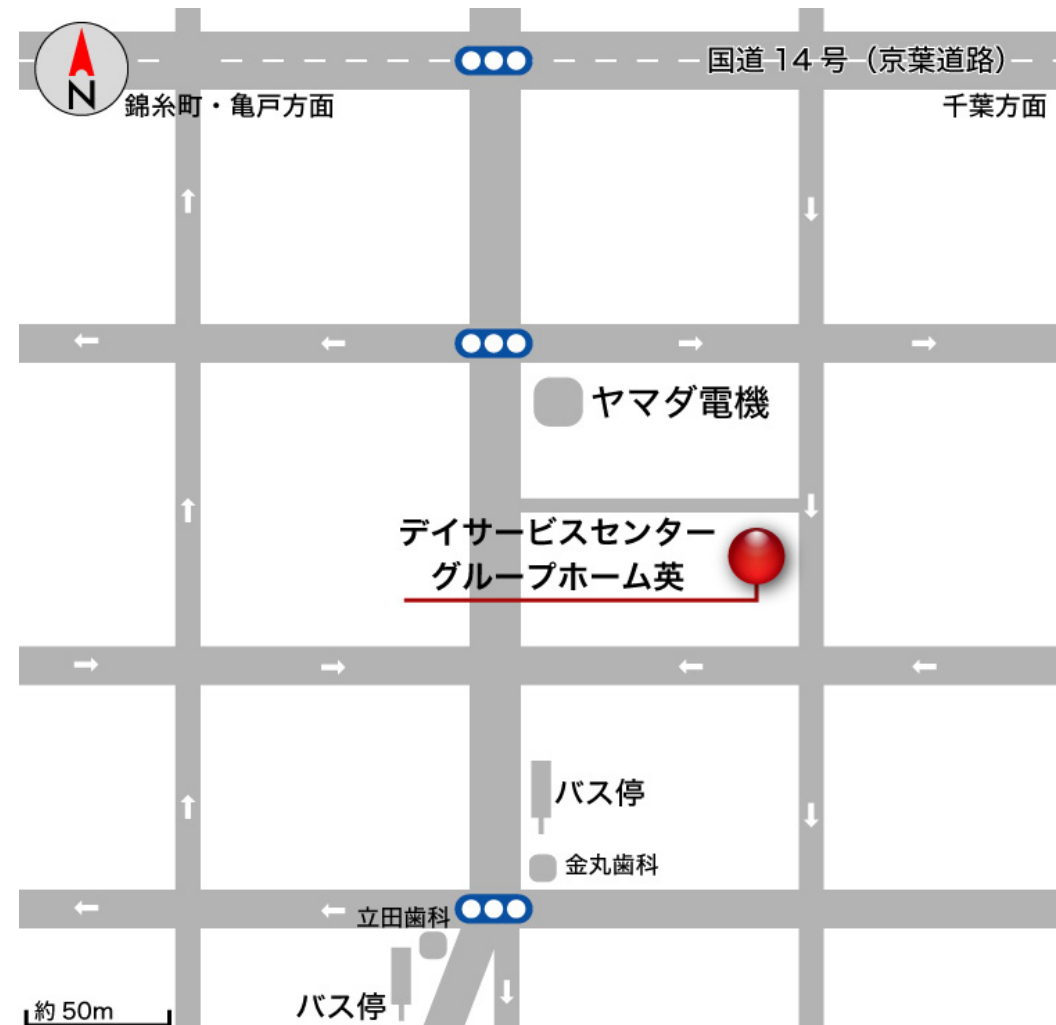 国道 14 号（京葉道路）
N
錦糸町・亀戸方面
千葉方面
ヤマダ電機
デイサービスセンター
グループホーム英
バス停
金丸歯科
立田歯科
バス停
約 50m